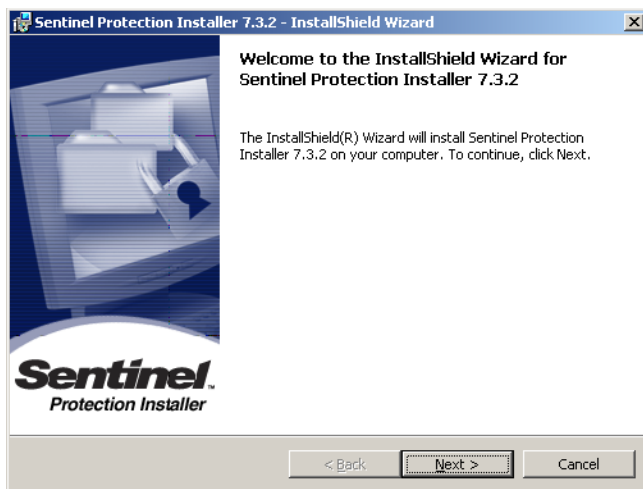 Sentinel Protection Installer 7.3.2 - InstallShield Wizard
Welcome to the InstallShield Wizard for
Sentinel Protection Installer 7.3.2
The InstallShield(R) Wizard will install Sentinel Protection
Installer 7.3.2 on your computer. To continue, click Next.
Sentinel™
Protection Installer
< Back
Next >
Cancel